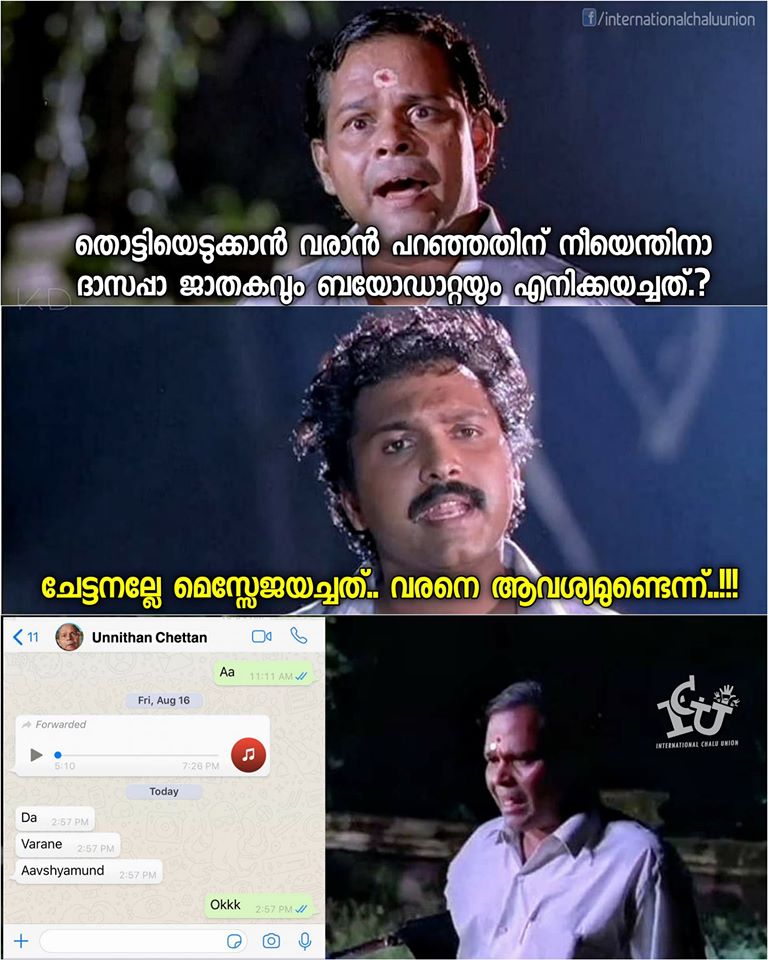 f/internationalchaluunion
തൊട്ടിയെടുക്കാൻ വരാൻ പറഞ്ഞതിന് നീയെന്തിനാ
ദാസപ്പാ ജാതകവും ബയോഡാറ്റയും എനിക്കയച്ചത്.?
KD
ചേട്ടനല്ലേ മെസ്സേജയച്ചത്.. വരനെ ആവശ്യമുണ്ടെന്ന്..!!!
11 Unnithan Chettan
Aa 11:11 AM
Fri, Aug 16
Forwarded
5:10 7:26 PM
Today
Da 2:57 PM
Varane 2:57 PM
Aavshyamund 2:57 PM
Okkk 2:57 PM
ICU
INTERNATIONAL CHALU UNION